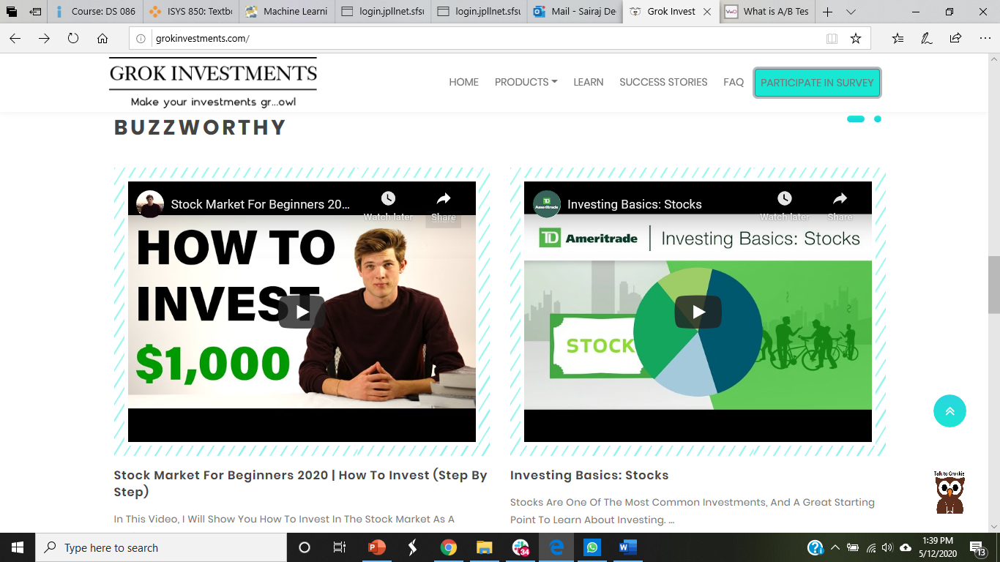 Course: DS 086
ISYS 850: Textbo
Machine Learni
login.jpllnet.sfsu
login.jpllnet.sfsu
Mail - Sairaj De
Grok Invest
What is A/B Tes
grokinvestments.com/
GROK INVESTMENTS
Make your investments gr...owl
HOME PRODUCTS LEARN SUCCESS STORIES FAQ PARTICIPATE IN SURVEY
BUZZWORTHY
Stock Market For Beginners 20...
Watch later Share
HOW TO
INVEST
$1,000
TD
Ameritrade
Investing Basics: Stocks
Watch later Share
TD Ameritrade | Investing Basics: Stocks
STOCK
Stock Market For Beginners 2020 | How To Invest (Step By
Step)
In This Video, I Will Show You How To Invest In The Stock Market As A
Investing Basics: Stocks
Stocks Are One Of The Most Common Investments, And A Great Starting
Point To Learn About Investing. ...
Talk to Grokkie
Type here to search
34
1:39 PM
5/12/2020
13